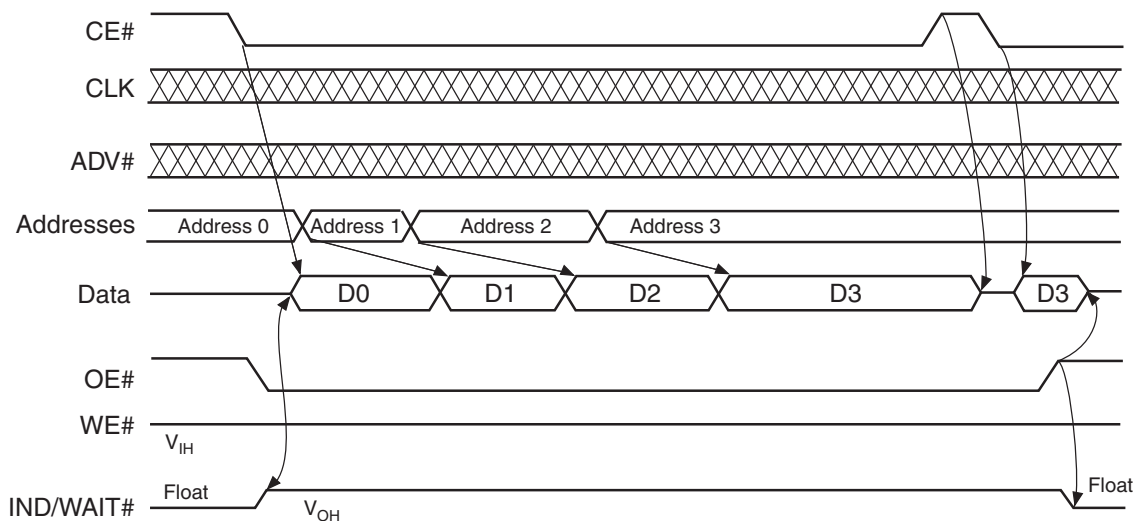 CE#
CLK
ADV#
Addresses
Address 0
Address 1
Address 2
Address 3
Data
D0
D1
D2
D3
D3
OE#
WE#
VIH
Float
Float
IND/WAIT#
VOH